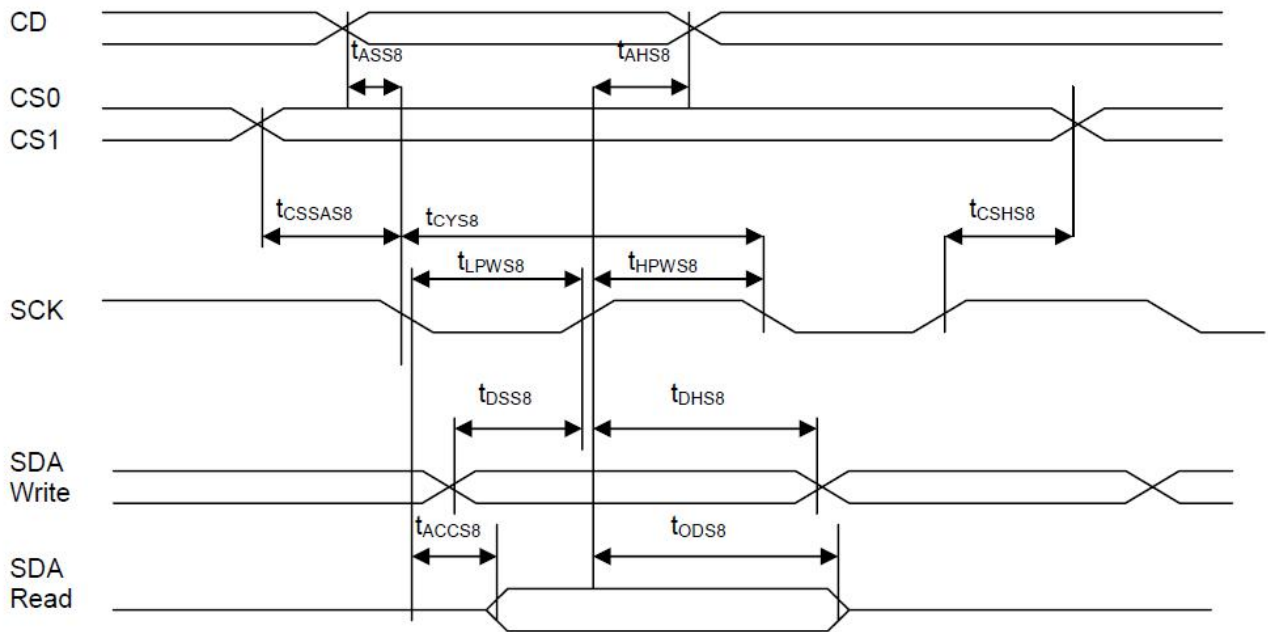 CD
tASS8
tAHS8
CS0
CS1
tCSSAS8
tCYS8
tCSHS8
tLPWS8
tHPWS8
SCK
tDSS8
tDHS8
SDA
Write
tACCS8
tODS8
SDA
Read